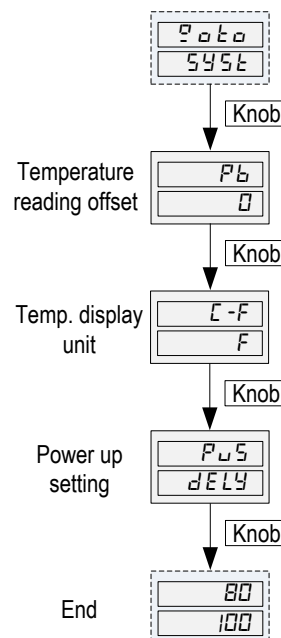 Goto
SYSt
Knob
Temperature
reading offset
Pb
0
Knob
Temp. display
unit
C-F
F
Knob
Power up
setting
PuS
dELY
Knob
End
80
100